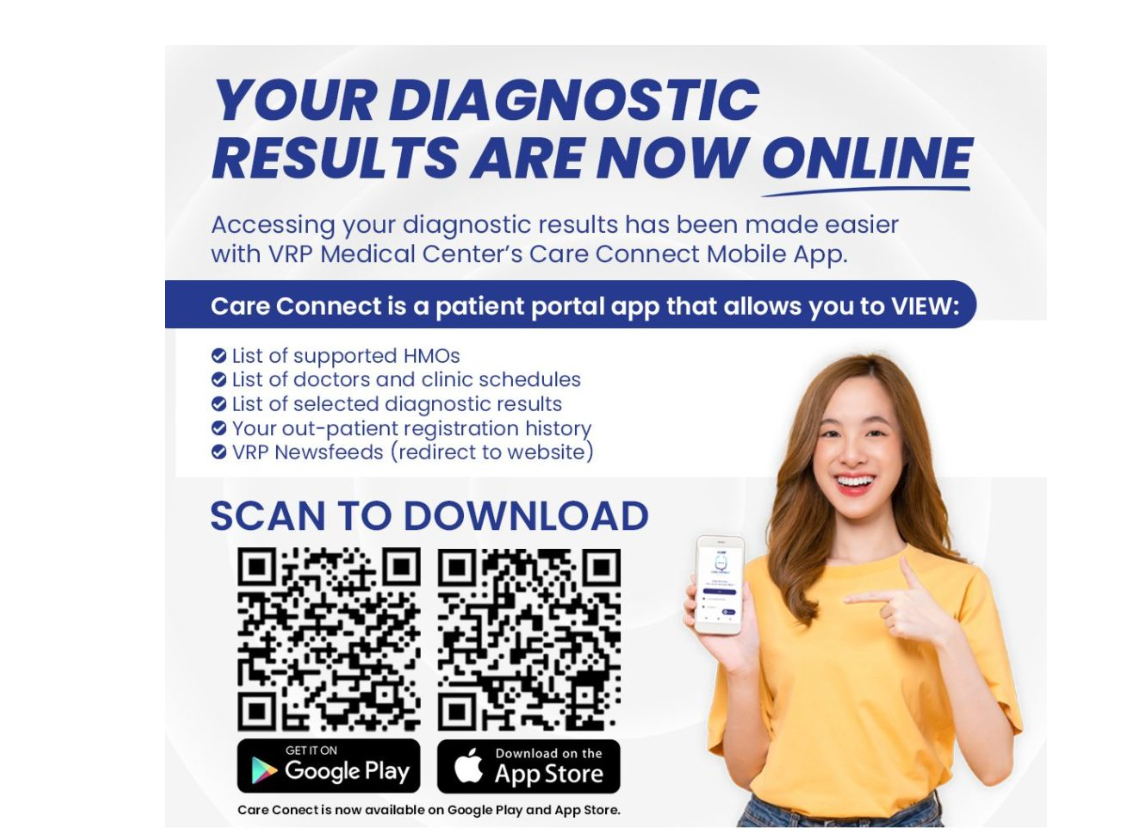 YOUR DIAGNOSTIC
RESULTS ARE NOW ONLINE
Accessing your diagnostic results has been made easier
with VRP Medical Center's Care Connect Mobile App.
Care Connect is a patient portal app that allows you to VIEW:
List of supported HMOs
List of doctors and clinic schedules
List of selected diagnostic results
Your out-patient registration history
VRP Newsfeeds (redirect to website)
SCAN TO DOWNLOAD
GET IT ON
Google Play
Download on the
App Store
Care Conect is now available on Google Play and App Store.